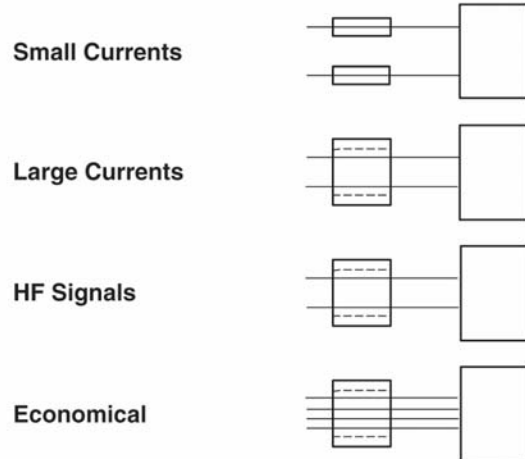 Small Currents
Large Currents
HF Signals
Economical